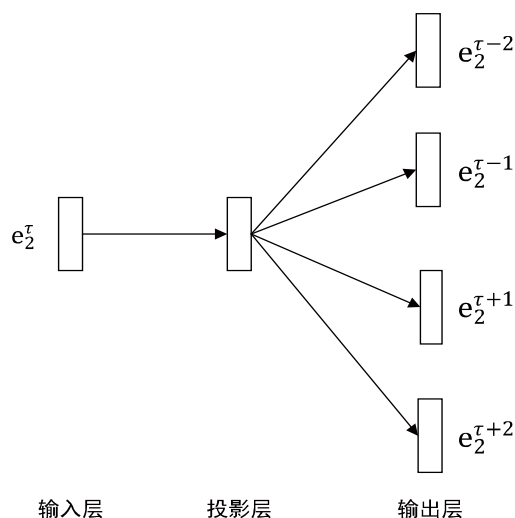 e₂^{τ−2}
e₂^{τ−1}
e₂^{τ}
e₂^{τ+1}
e₂^{τ+2}
输入层 投影层 输出层